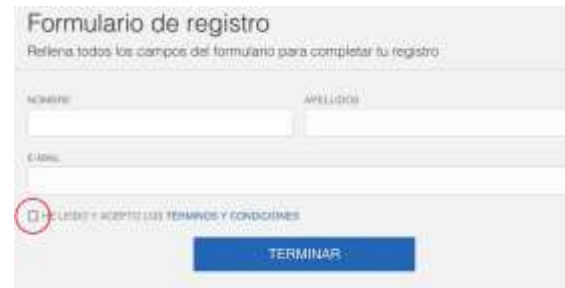 Formulario de registro
Rellena todos los campos del formulario para completar tu registro
NOMBRE
APELLIDOS
E-MAIL
HE LEIDO Y ACEPTO LOS TÉRMINOS Y CONDICIONES
TERMINAR